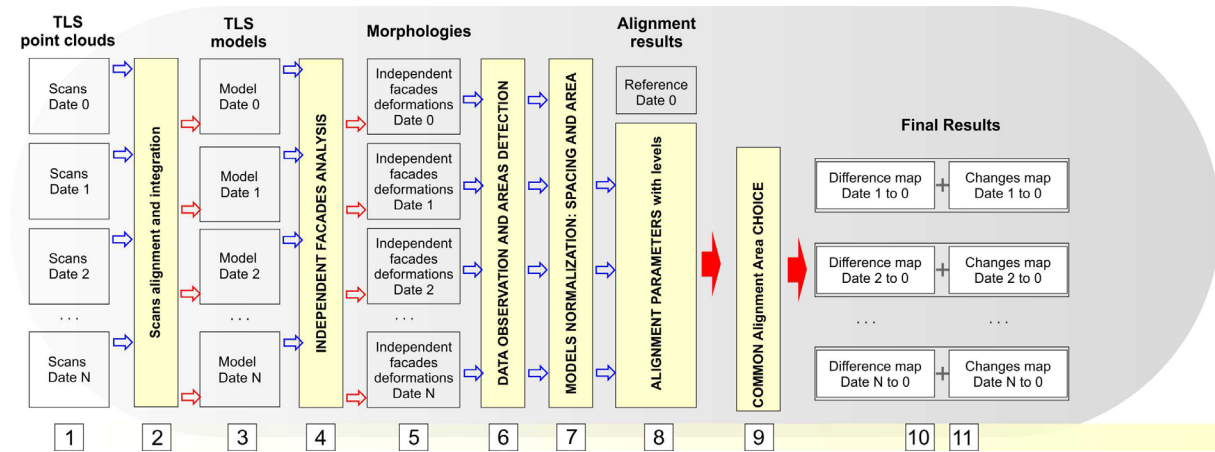 TLS
point clouds
TLS
models
Morphologies
Alignment
results
Final Results
Scans
Date 0
Scans
Date 1
Scans
Date 2
. . .
Scans
Date N
Scans alignment and integration
Model
Date 0
Model
Date 1
Model
Date 2
. . .
Model
Date N
INDEPENDENT FACADES ANALYSIS
Independent
facades
deformations
Date 0
Independent
facades
deformations
Date 1
Independent
facades
deformations
Date 2
. . .
Independent
facades
deformations
Date N
DATA OBSERVATION AND AREAS DETECTION
MODELS NORMALIZATION: SPACING AND AREA
Reference
Date 0
ALIGNMENT PARAMETERS with levels
COMMON Alignment Area CHOICE
Difference map
Date 1 to 0
+
Changes map
Date 1 to 0
Difference map
Date 2 to 0
+
Changes map
Date 2 to 0
. . .
. . .
Difference map
Date N to 0
+
Changes map
Date N to 0
1
2
3
4
5
6
7
8
9
10
11